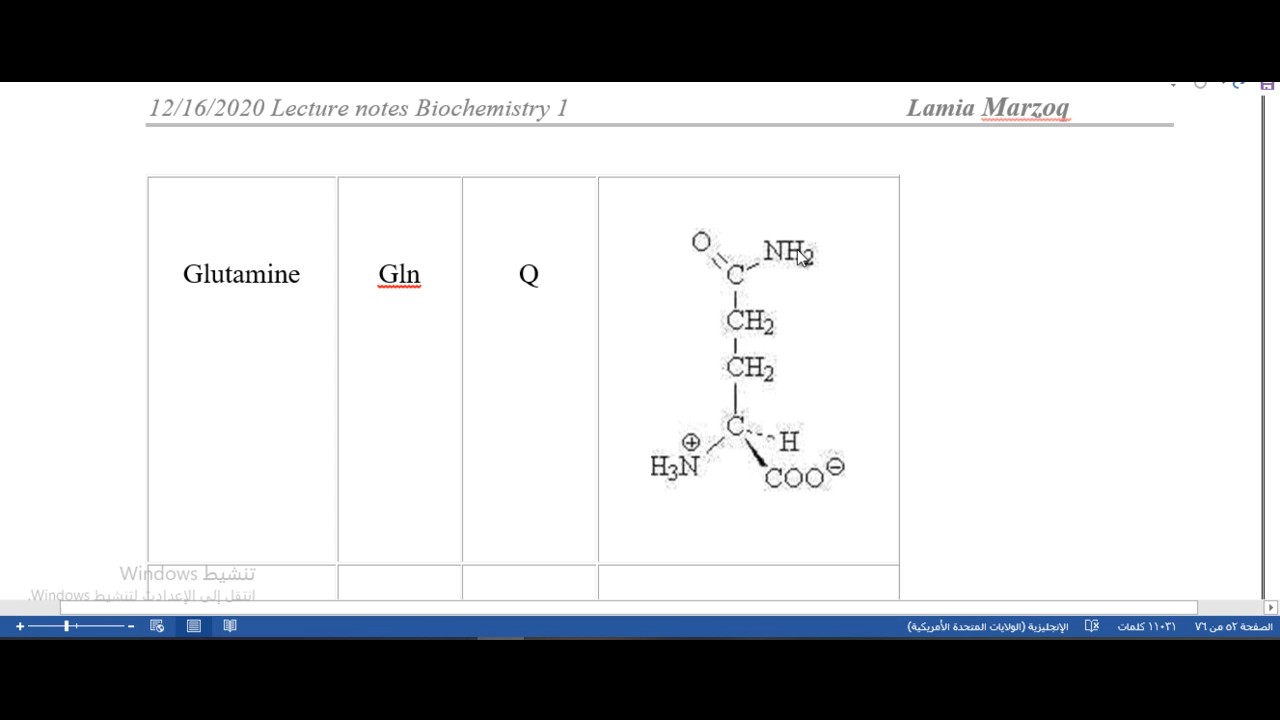 12/16/2020 Lecture notes Biochemistry 1 Lamia Marzoq
Glutamine Gln Q
O NH2
C
CH2
CH2
C H
⊕
H3N COO⊖
تنشيط Windows
انتقل إلى الإعدادات لتنشيط Windows.
الصفحة ٥٢ من ٧٦ ١١٠٣١ كلمات الإنجليزية (الولايات المتحدة الأمريكية)